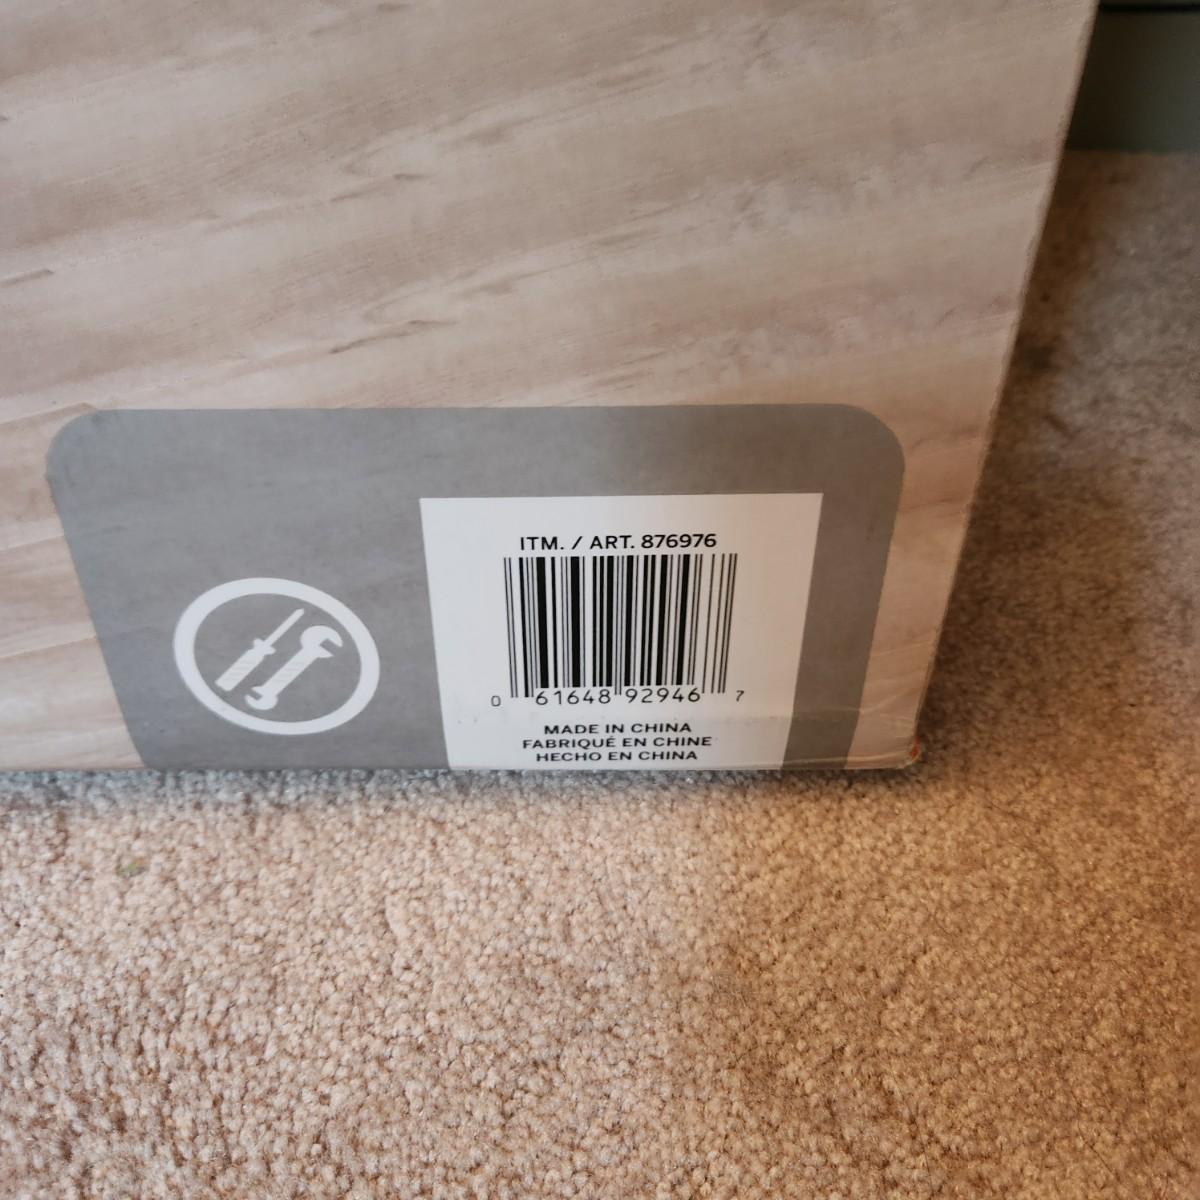 ITM. / ART. 876976
0 61648 92946 7
MADE IN CHINA
FABRIQUÉ EN CHINE
HECHO EN CHINA